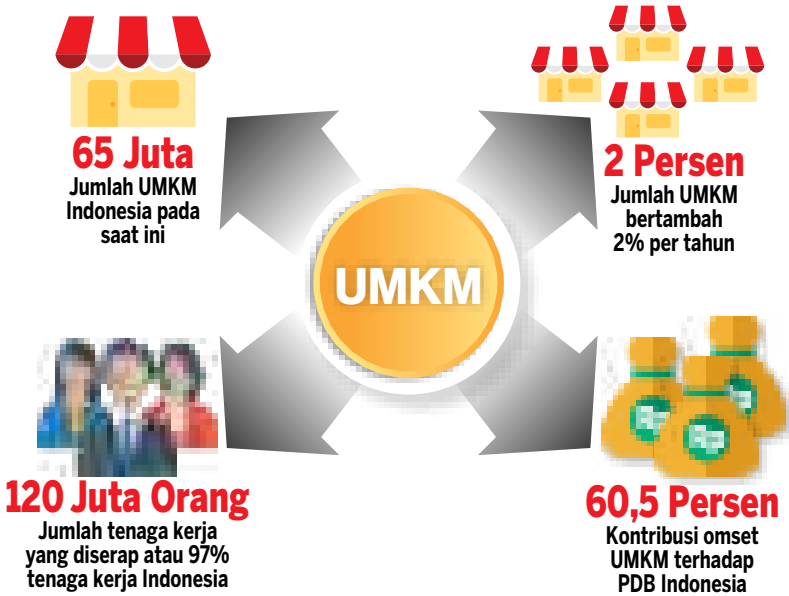 65 Juta
Jumlah UMKM
Indonesia pada
saat ini
2 Persen
Jumlah UMKM
bertambah
2% per tahun
UMKM
120 Juta Orang
Jumlah tenaga kerja
yang diserap atau 97%
tenaga kerja Indonesia
60,5 Persen
Kontribusi omset
UMKM terhadap
PDB Indonesia